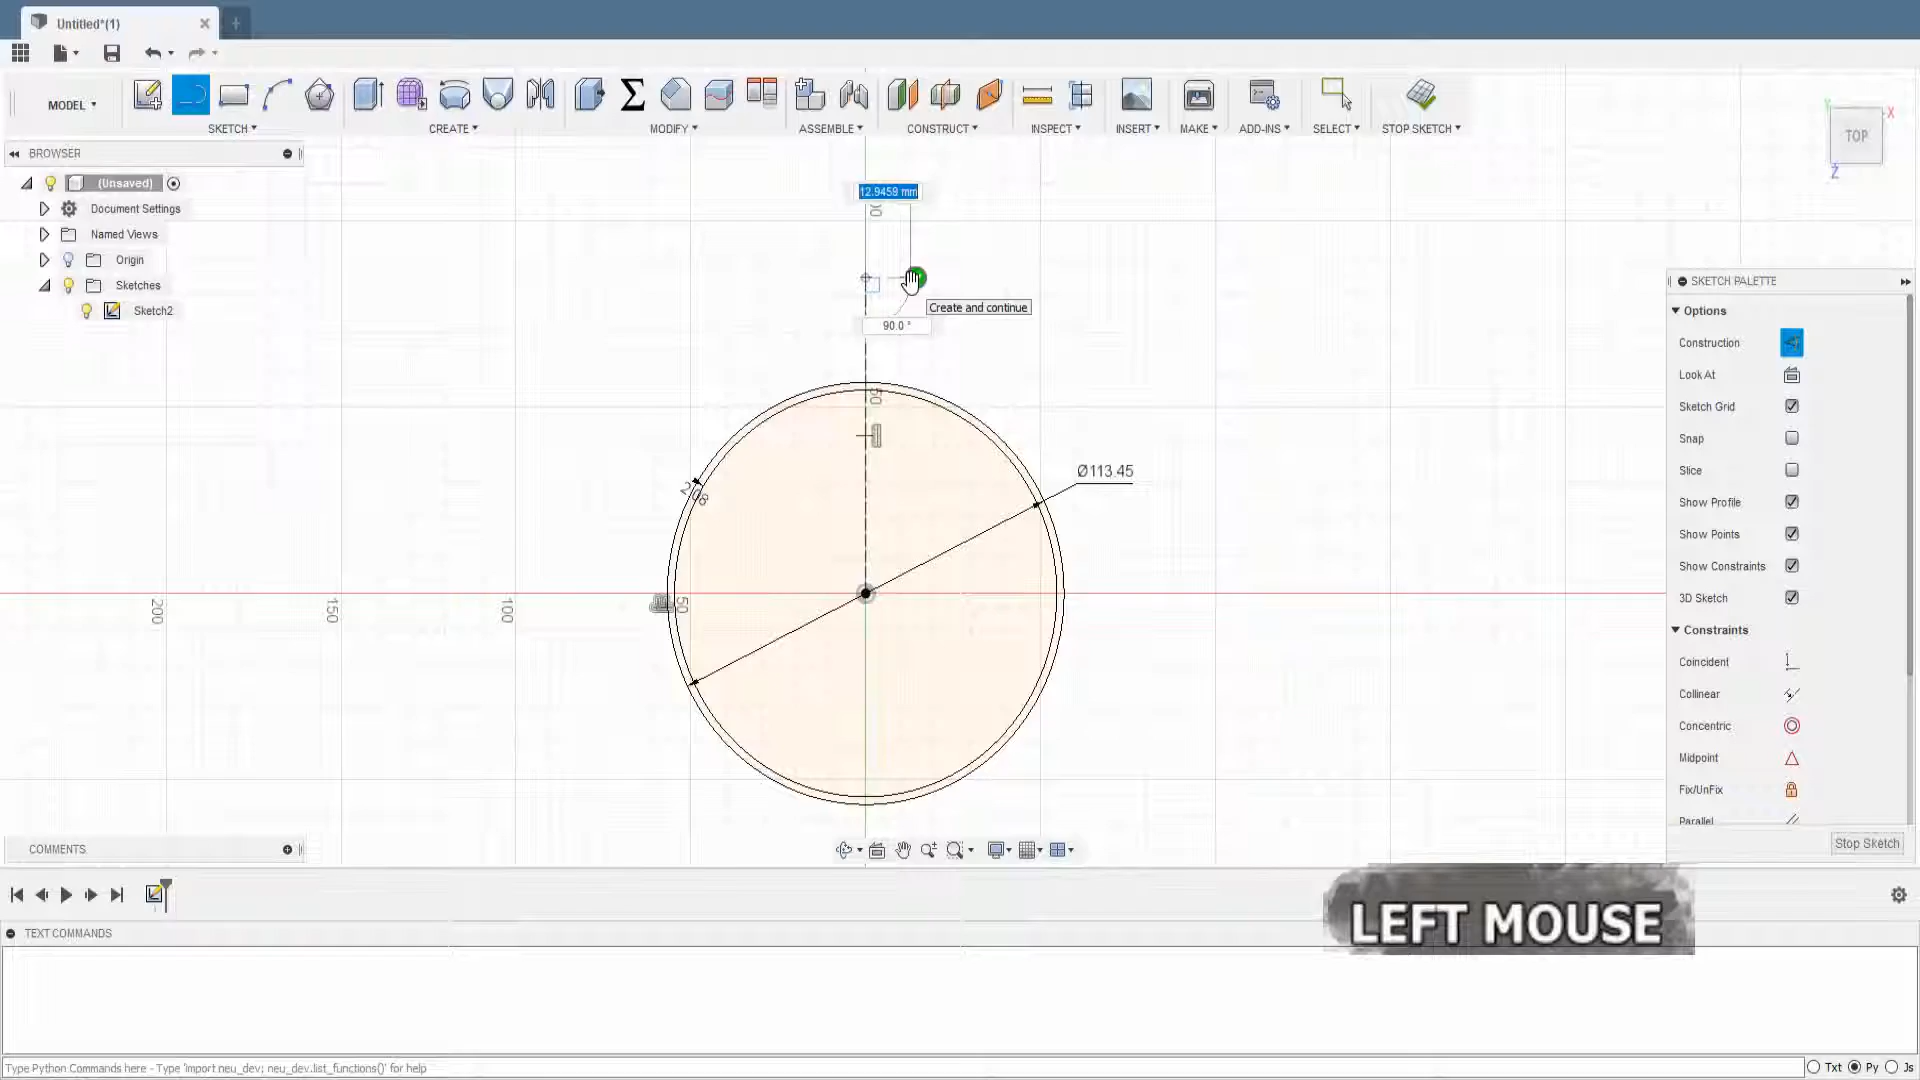 Untitled*(1)
MODEL
SKETCH
CREATE
MODIFY
ASSEMBLE
CONSTRUCT
INSPECT
INSERT
MAKE
ADD-INS
SELECT
STOP SKETCH
TOP
X
Z
BROWSER
(Unsaved)
Document Settings
Named Views
Origin
Sketches
Sketch2
12.9459 mm
Create and continue
90.0 °
50
Ø113.45
2.08
200
150
100
50
SKETCH PALETTE
Options
Construction
Look At
Sketch Grid
Snap
Slice
Show Profile
Show Points
Show Constraints
3D Sketch
Constraints
Coincident
Collinear
Concentric
Midpoint
Fix/UnFix
Parallel
Stop Sketch
COMMENTS
LEFT MOUSE
TEXT COMMANDS
Type Python Commands here - Type 'import neu_dev; neu_dev.list_functions()' for help
Txt Py Js